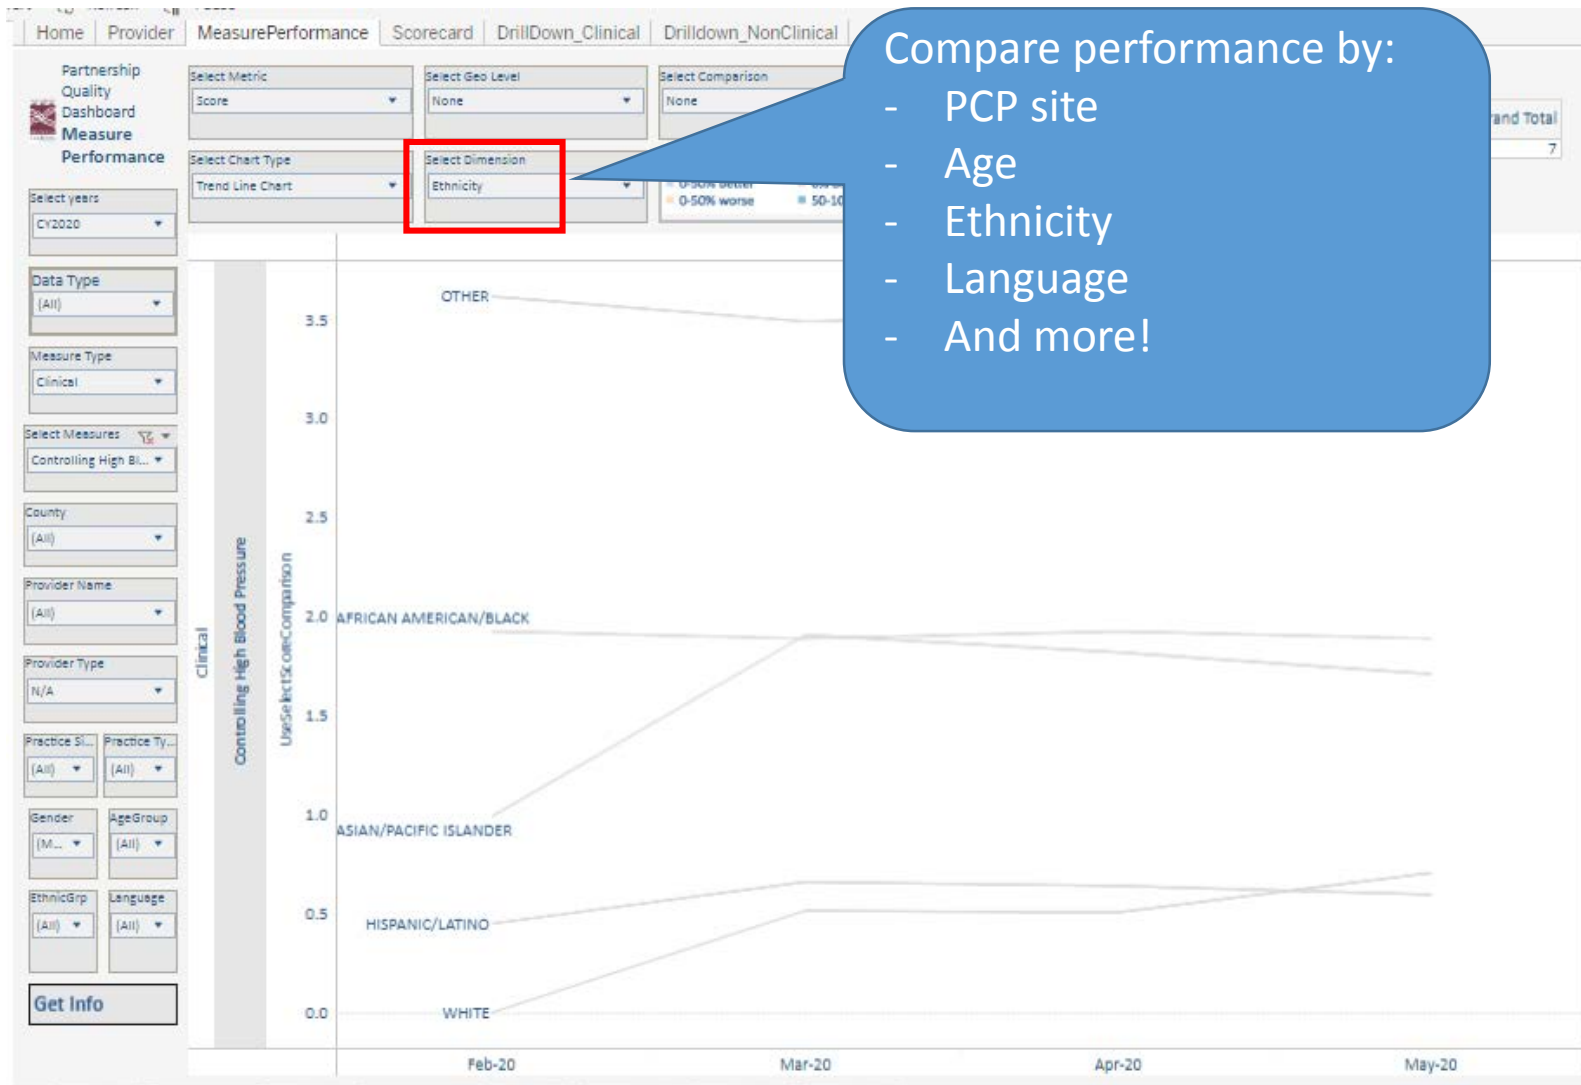 Home
Provider
MeasurePerformance
Scorecard
DrillDown_Clinical
Drilldown_NonClinical
Compare performance by:
- PCP site
- Age
- Ethnicity
- Language
- And more!
Partnership
Quality
Dashboard
Measure
Performance
Select Metric
Score
Select Geo Level
None
Select Comparison
None
Select Chart Type
Trend Line Chart
Select Dimension
Ethnicity
0-50% better
0-50% worse
Total
7
Select years
CY2020
Data Type
(All)
Measure Type
Clinical
Select Measures
Controlling High Bl...
County
(All)
Provider Name
(All)
Provider Type
N/A
Practice Si...
Practice Ty...
(All)
(All)
Gender
AgeGroup
(M...
(All)
EthnicGrp
Language
(All)
(All)
Get Info
Clinical
Controlling High Blood Pressure
UseSelectScoreComparison
3.5
3.0
2.5
2.0
1.5
1.0
0.5
0.0
OTHER
AFRICAN AMERICAN/BLACK
ASIAN/PACIFIC ISLANDER
HISPANIC/LATINO
WHITE
Feb-20
Mar-20
Apr-20
May-20